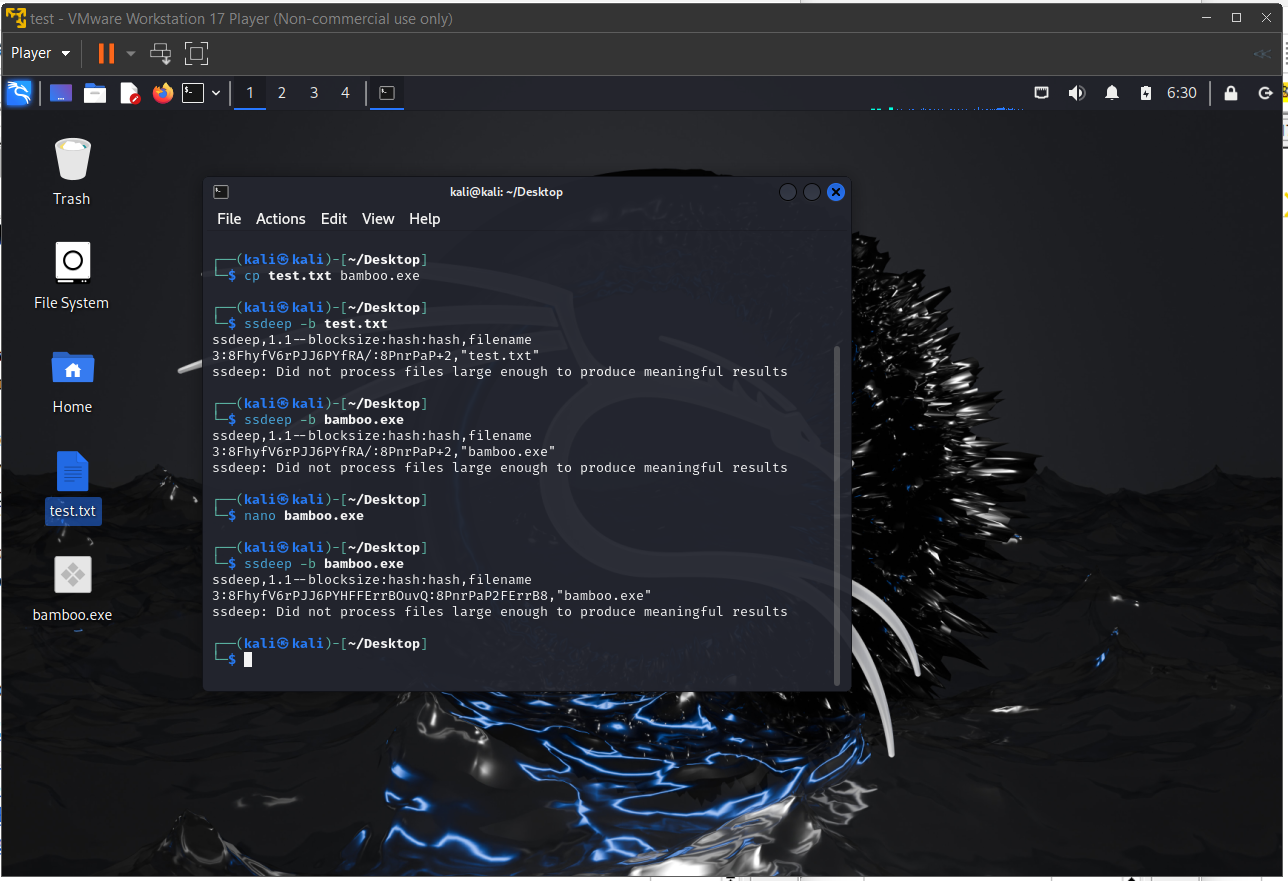 test - VMware Workstation 17 Player (Non-commercial use only)
Player
1 2 3 4
6:30
Trash
File System
Home
test.txt
bamboo.exe
kali@kali: ~/Desktop
File Actions Edit View Help
┌──(kali㉿kali)-[~/Desktop]
└─$ cp test.txt bamboo.exe
┌──(kali㉿kali)-[~/Desktop]
└─$ ssdeep -b test.txt
ssdeep,1.1--blocksize:hash:hash,filename
3:8FhyfV6rPJJ6PYfRA/:8PnrPaP+2,"test.txt"
ssdeep: Did not process files large enough to produce meaningful results
┌──(kali㉿kali)-[~/Desktop]
└─$ ssdeep -b bamboo.exe
ssdeep,1.1--blocksize:hash:hash,filename
3:8FhyfV6rPJJ6PYfRA/:8PnrPaP+2,"bamboo.exe"
ssdeep: Did not process files large enough to produce meaningful results
┌──(kali㉿kali)-[~/Desktop]
└─$ nano bamboo.exe
┌──(kali㉿kali)-[~/Desktop]
└─$ ssdeep -b bamboo.exe
ssdeep,1.1--blocksize:hash:hash,filename
3:8FhyfV6rPJJ6PYHFFErrBOuvQ:8PnrPaP2FErrB8,"bamboo.exe"
ssdeep: Did not process files large enough to produce meaningful results
┌──(kali㉿kali)-[~/Desktop]
└─$